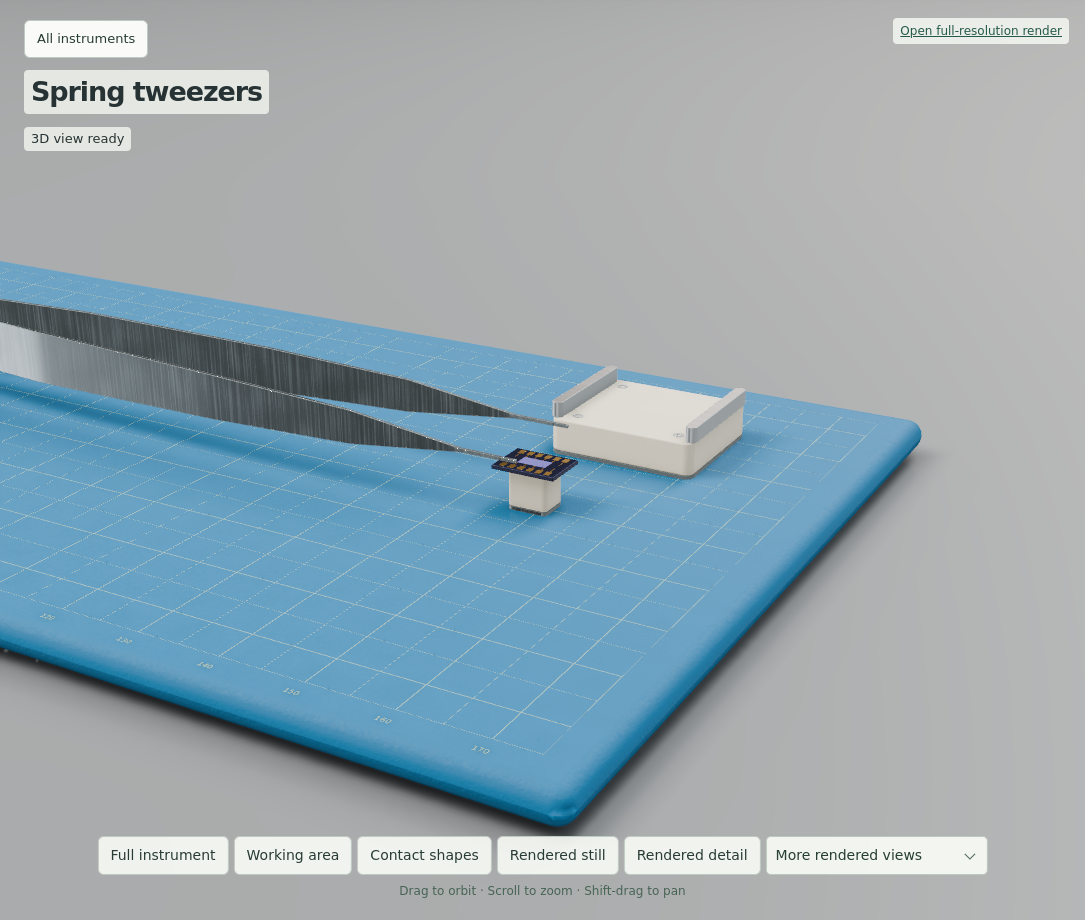 All instruments
Open full-resolution render
Spring tweezers
3D view ready
120
130
140
150
160
170
Full instrument
Working area
Contact shapes
Rendered still
Rendered detail
More rendered views
Drag to orbit · Scroll to zoom · Shift-drag to pan